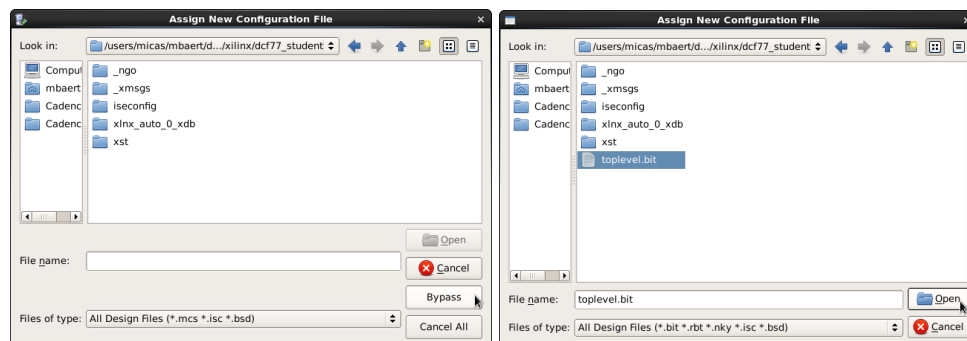 Assign New Configuration File
Look in: /users/micas/mbaert/d.../xilinx/dcf77_student
Comput
mbaert
Cadenc
Cadenc
_ngo
_xmsgs
iseconfig
xlnx_auto_0_xdb
xst
Open
File name:
Cancel
Bypass
Files of type: All Design Files (*.mcs *.isc *.bsd)
Cancel All
Assign New Configuration File
Look in: /users/micas/mbaert/d.../xilinx/dcf77_student
Comput
mbaert
Cadenc
Cadenc
_ngo
_xmsgs
iseconfig
xlnx_auto_0_xdb
xst
toplevel.bit
File name: toplevel.bit
Open
Files of type: All Design Files (*.bit *.rbt *.nky *.isc *.bsd)
Cancel